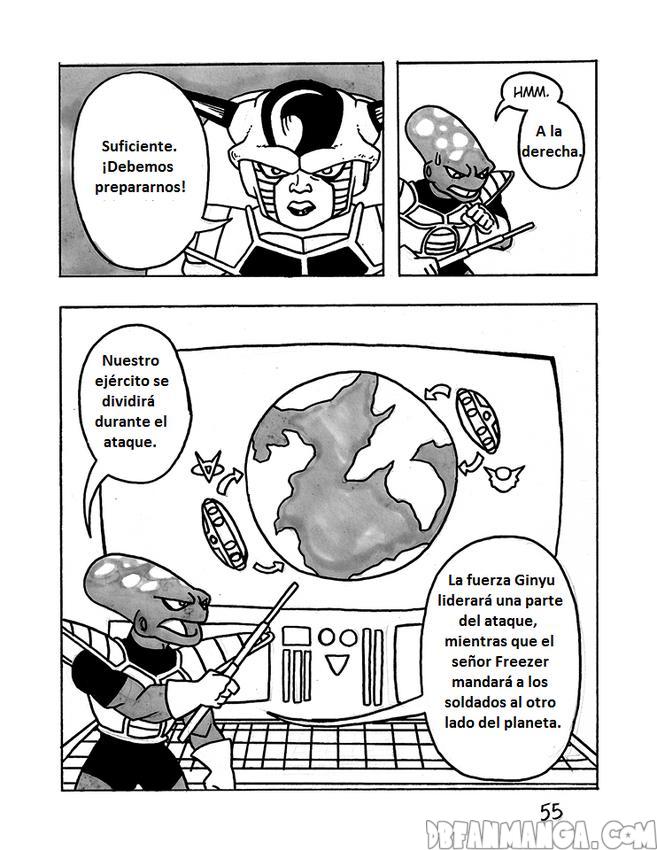 Suficiente.
¡Debemos
prepararnos!
HMM.
A la
derecha.
Nuestro
ejército se
dividirá
durante el
ataque.
La fuerza Ginyu
liderará una parte
del ataque,
mientras que el
señor Freezer
mandará a los
soldados al otro
lado del planeta.
55
DBFANMANGA.COM